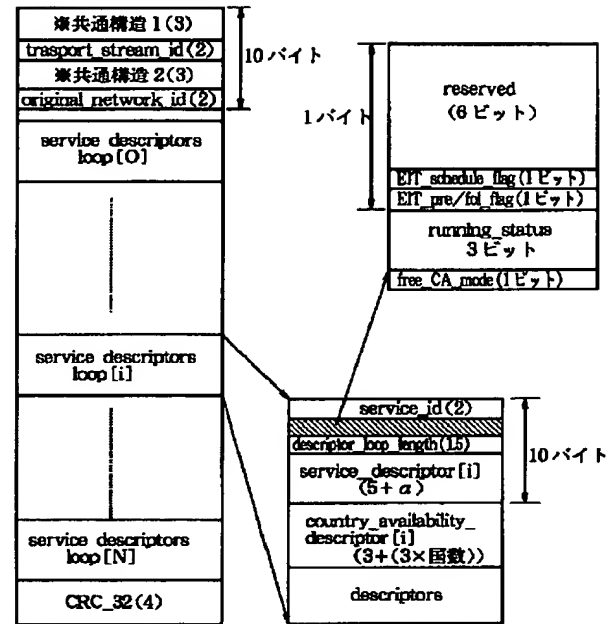 ※共通構造1(3)
trasport_stream_id(2)
※共通構造2(3)
original_network_id(2)
10バイト
service descriptors
loop[0]
service descriptors
loop[i]
service descriptors
loop[N]
CRC_32(4)
1バイト
reserved
(6ビット)
EIT_schedule_flag(1ビット)
EIT_pre/fol_flag(1ビット)
running_status
3ビット
free_CA_mode(1ビット)
service_id(2)
descriptor_loop_length(1.5)
service_descriptor[i]
(5+α)
10バイト
country_availability_
descriptor[i]
(3+(3×国数))
descriptors